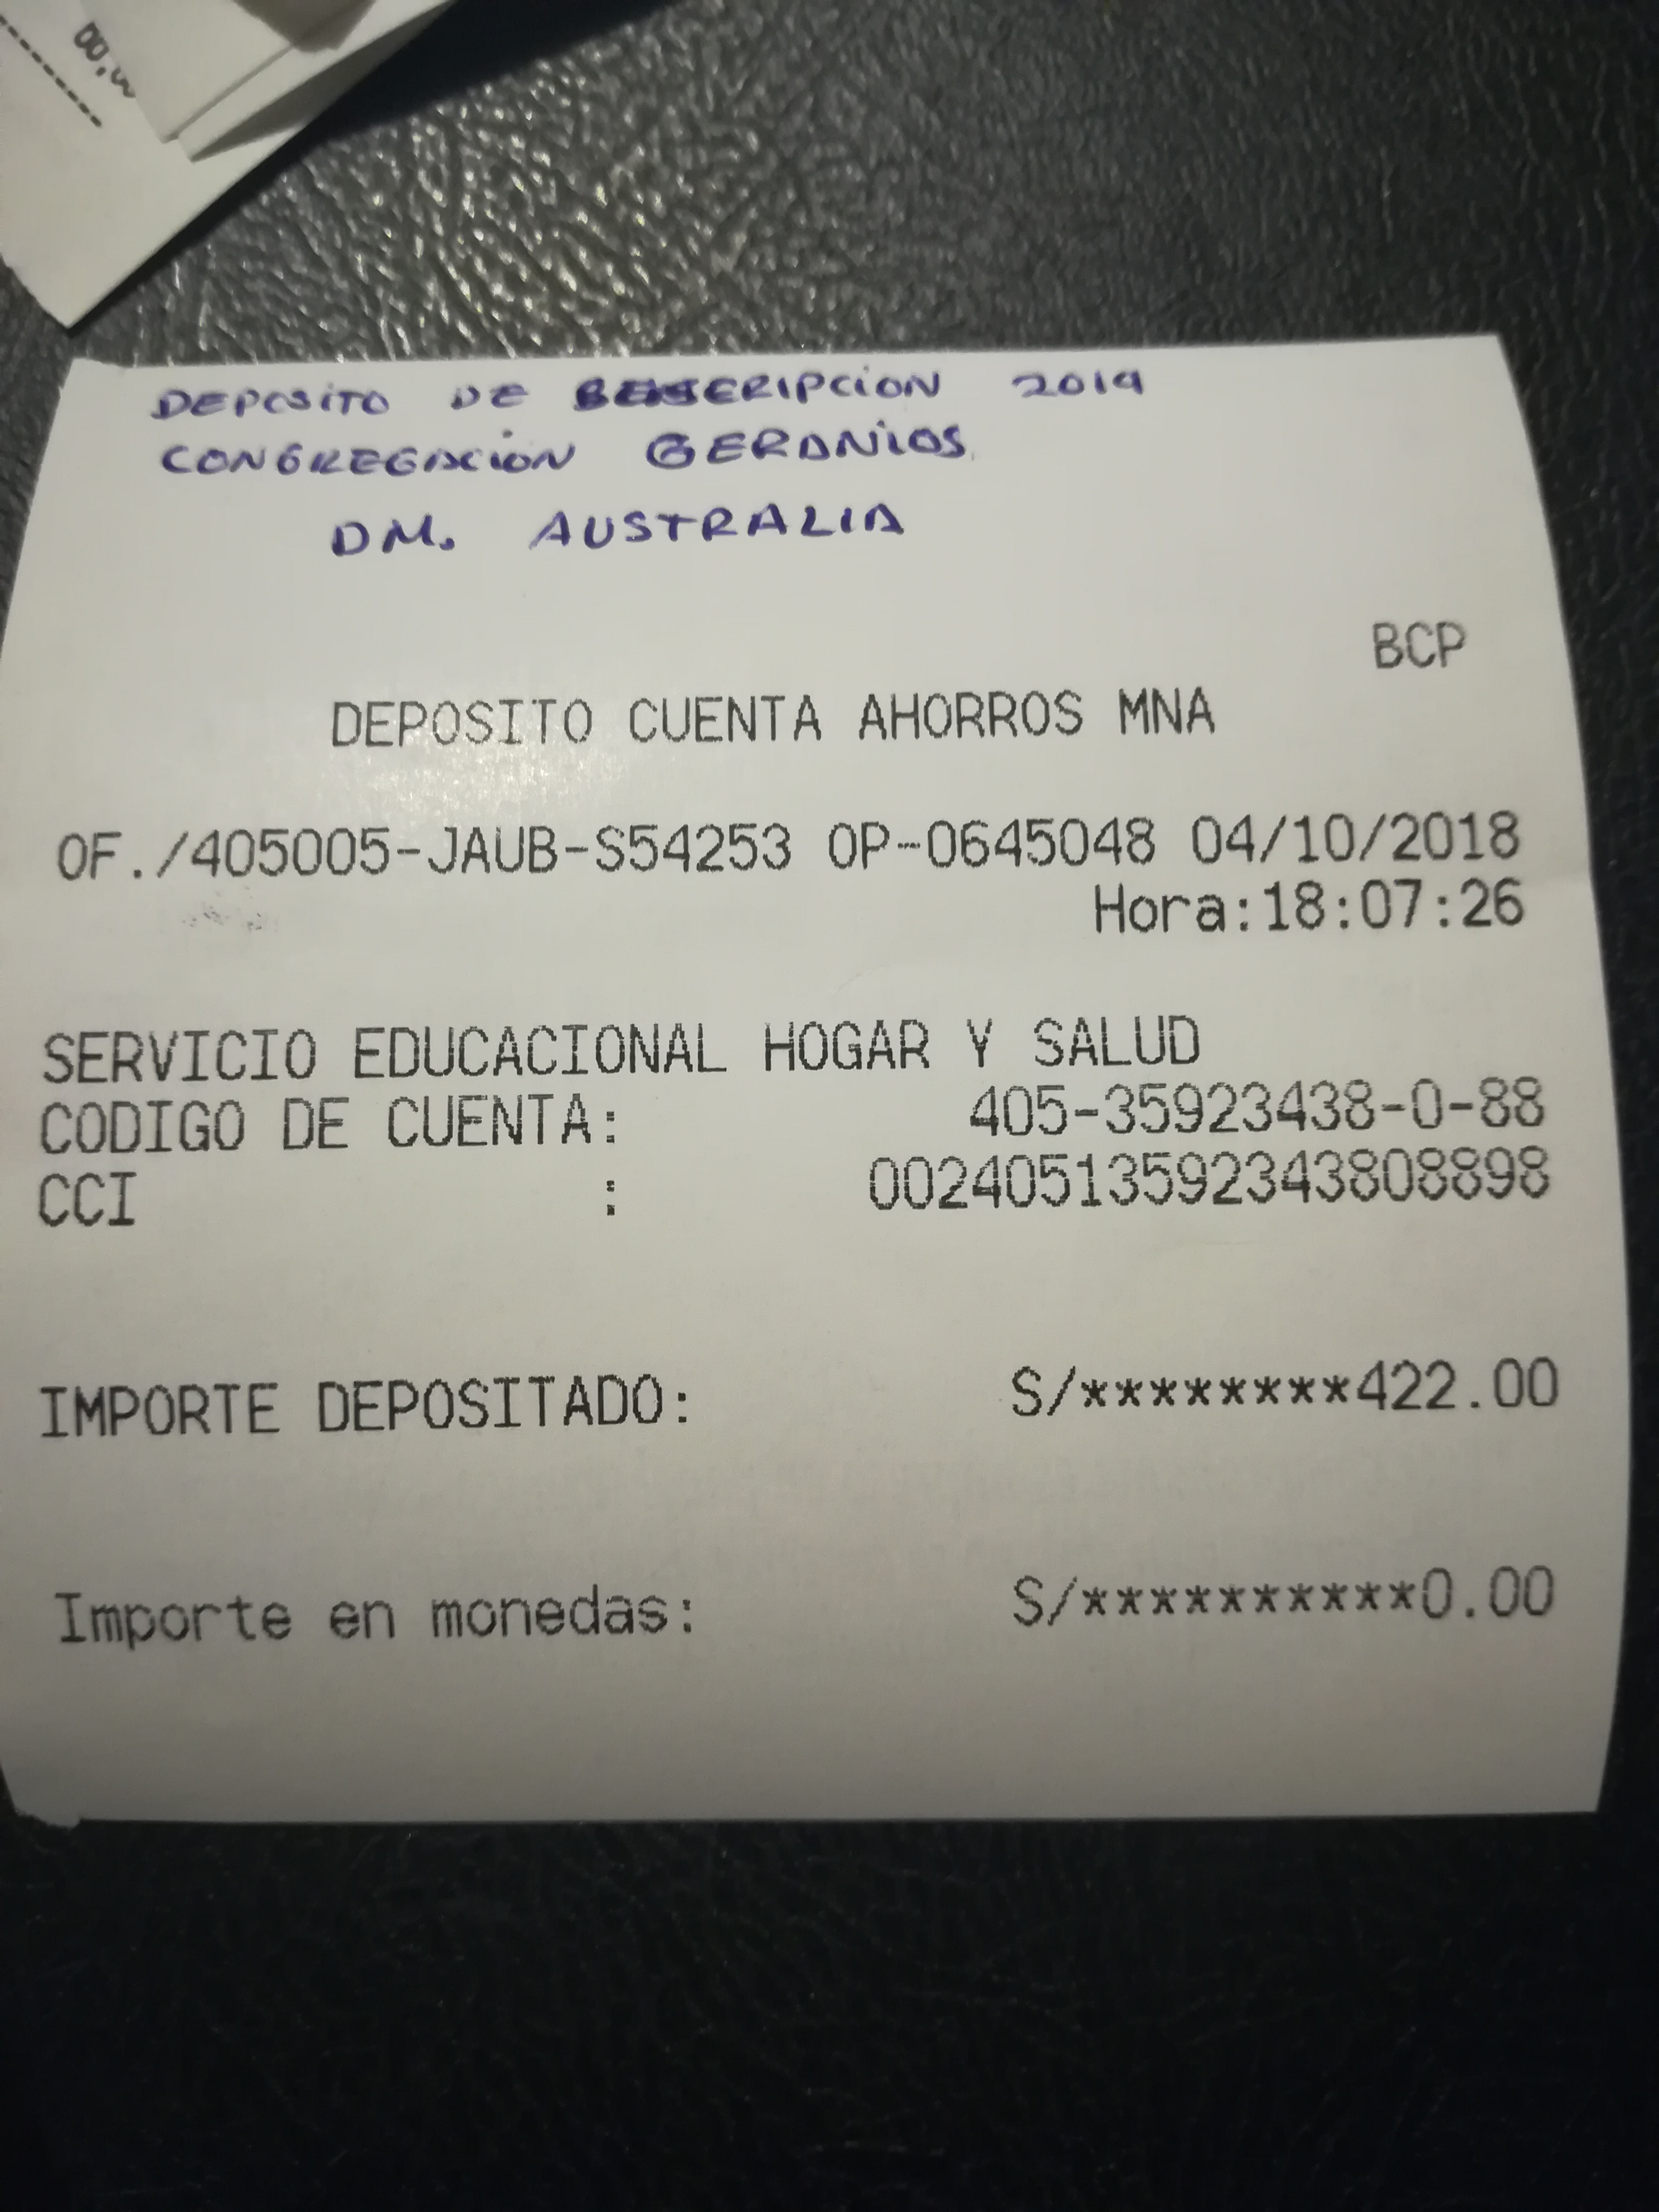 DEPOSITO DE 2019
CONGREGACION GERANIOS
DM. AUSTRALIA
BCP
DEPOSITO CUENTA AHORROS MNA
OF./405005-JAUB-S54253 OP-0645048 04/10/2018
Hora:18:07:26
SERVICIO EDUCACIONAL HOGAR Y SALUD
CODIGO DE CUENTA: 405-35923438-0-88
CCI : 00240513592343808898
IMPORTE DEPOSITADO: S/********422.00
Importe en monedas: S/**********0.00